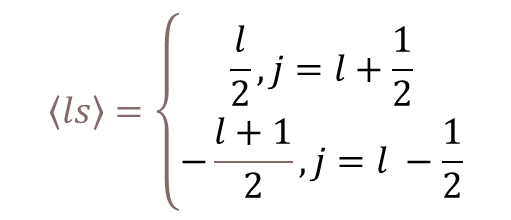 ⟨ls⟩ = { l/2, j = l + 1/2
− (l + 1)/2, j = l − 1/2